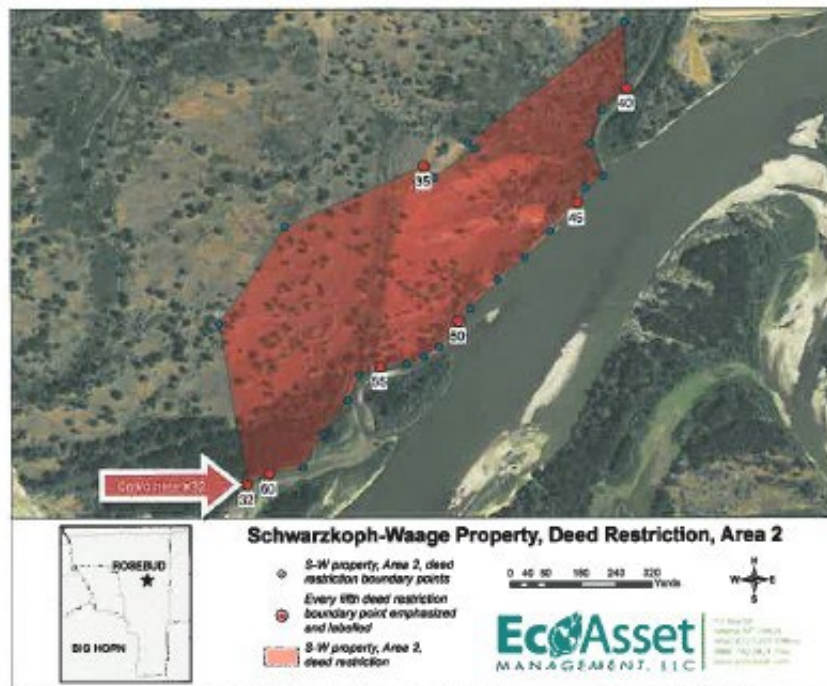 40
35
45
50
55
60
32
Schwarzkoph-Waage Property, Deed Restriction, Area 2
S-W property, Area 2, deed
restriction boundary points
Every fifth deed restriction
boundary point emphasized
and labelled
S-W property, Area 2,
deed restriction
0 40 80 160 240 320
Yards
N
W E
S
ROSEBUD
BIG HORN
EcoAsset
MANAGEMENT, LLC